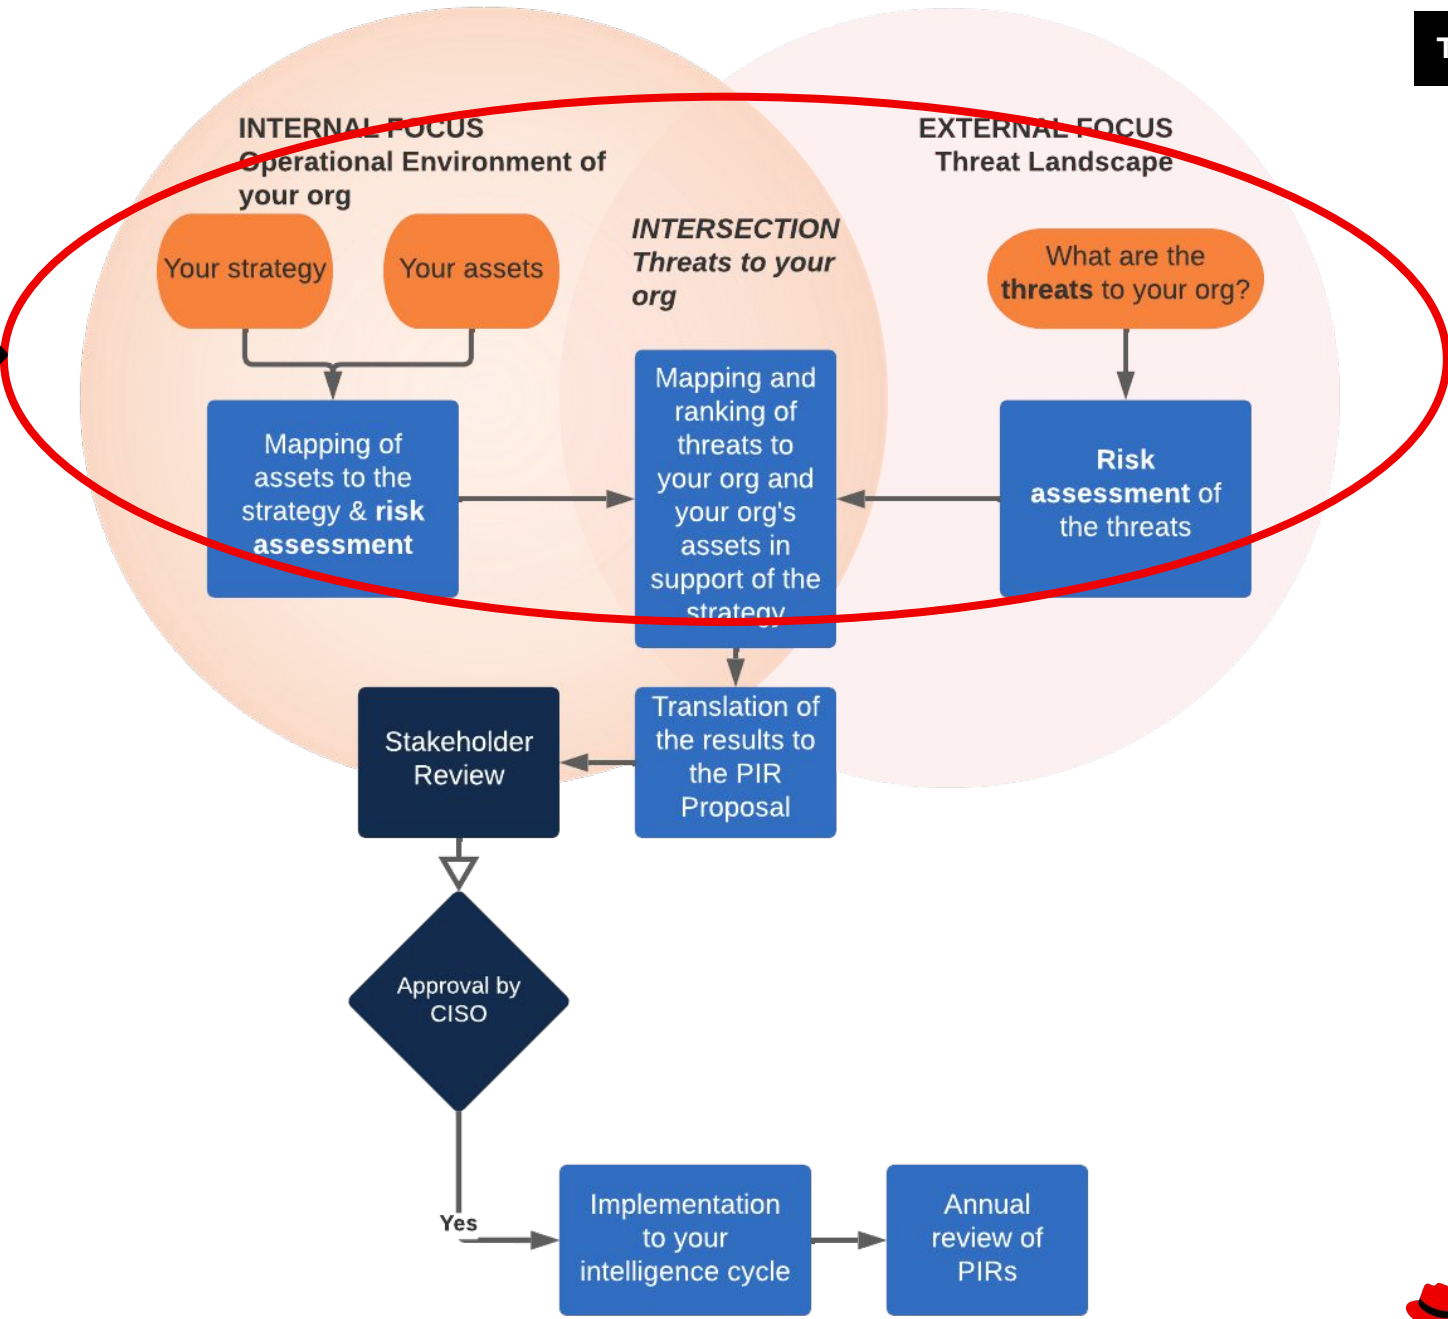 INTERNAL FOCUS
Operational Environment of
your org
EXTERNAL FOCUS
Threat Landscape
INTERSECTION
Threats to your
org
Your strategy
Your assets
What are the
threats to your org?
Mapping of
assets to the
strategy & risk
assessment
Mapping and
ranking of
threats to
your org and
your org's
assets in
support of the
strategy
Risk
assessment of
the threats
Translation of
the results to
the PIR
Proposal
Stakeholder
Review
Approval by
CISO
Yes
Implementation
to your
intelligence cycle
Annual
review of
PIRs